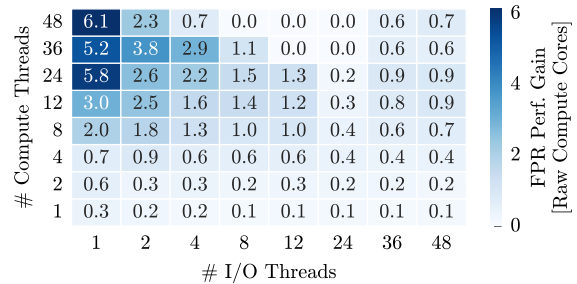 # Compute Threads
48 6.1 2.3 0.7 0.0 0.0 0.0 0.6 0.7
36 5.2 3.8 2.9 1.1 0.0 0.0 0.6 0.6
24 5.8 2.6 2.2 1.5 1.3 0.2 0.9 0.9
12 3.0 2.5 1.6 1.4 1.2 0.3 0.8 0.9
8 2.0 1.8 1.3 1.0 1.0 0.4 0.6 0.7
4 0.7 0.9 0.6 0.6 0.6 0.4 0.4 0.4
2 0.6 0.3 0.3 0.2 0.3 0.2 0.2 0.2
1 0.3 0.2 0.2 0.1 0.1 0.1 0.1 0.1
1 2 4 8 12 24 36 48
# I/O Threads
6
4
2
0
FPR Perf. Gain
[Raw Compute Cores]